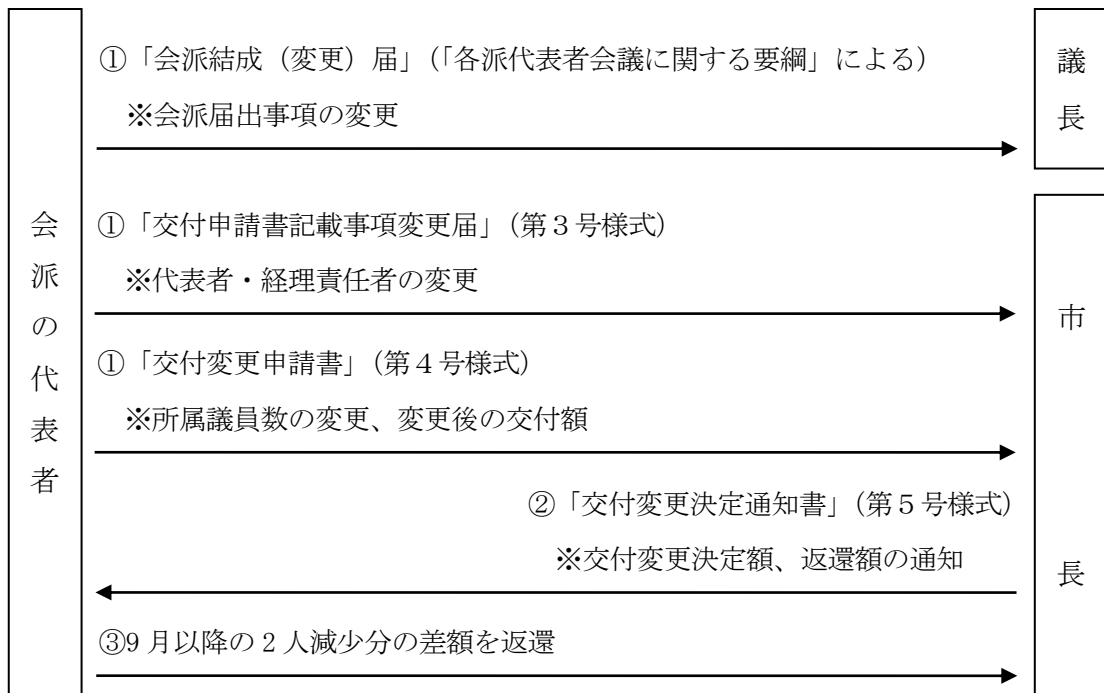 会派の代表者
①「会派結成（変更）届」（「各派代表者会議に関する要綱」による）
※会派届出事項の変更
議長
①「交付申請書記載事項変更届」（第３号様式）
※代表者・経理責任者の変更
①「交付変更申請書」（第４号様式）
※所属議員数の変更、変更後の交付額
②「交付変更決定通知書」（第５号様式）
※交付変更決定額、返還額の通知
③9 月以降の 2 人減少分の差額を返還
市長